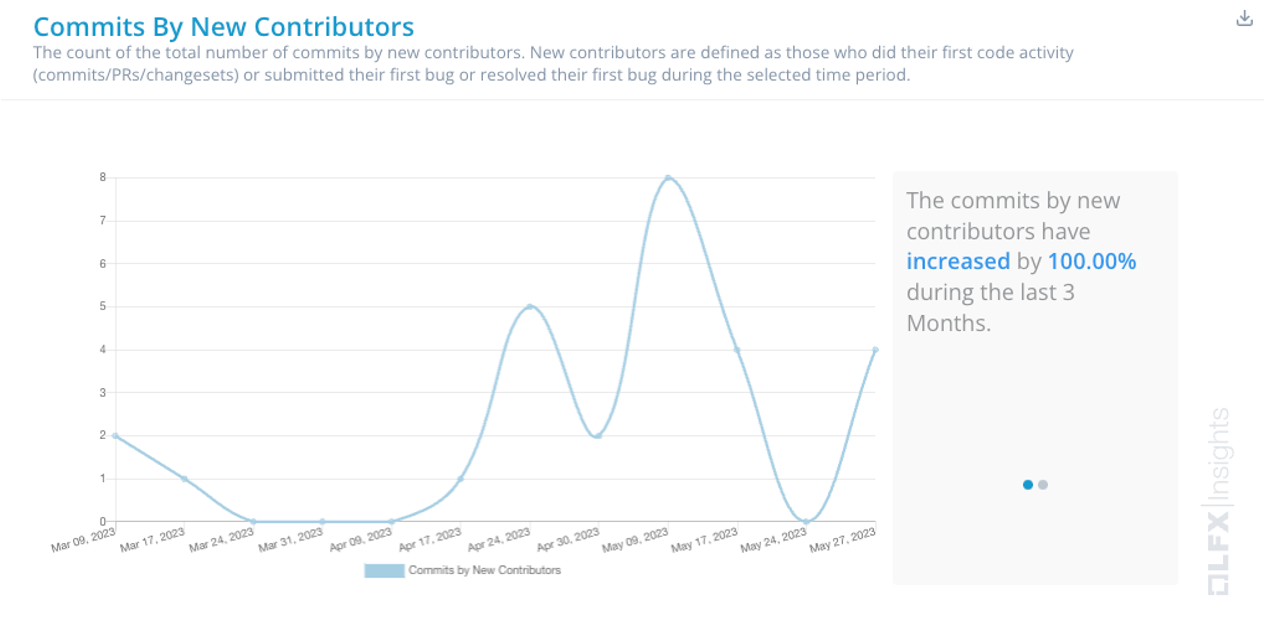 Commits By New Contributors
The count of the total number of commits by new contributors. New contributors are defined as those who did their first code activity
(commits/PRs/changesets) or submitted their first bug or resolved their first bug during the selected time period.
8
7
6
5
4
3
2
1
0
Mar 09, 2023
Mar 17, 2023
Mar 24, 2023
Mar 31, 2023
Apr 09, 2023
Apr 17, 2023
Apr 24, 2023
Apr 30, 2023
May 09, 2023
May 17, 2023
May 24, 2023
May 27, 2023
Commits by New Contributors
The commits by new
contributors have
increased by 100.00%
during the last 3
Months.
LFX|Insights